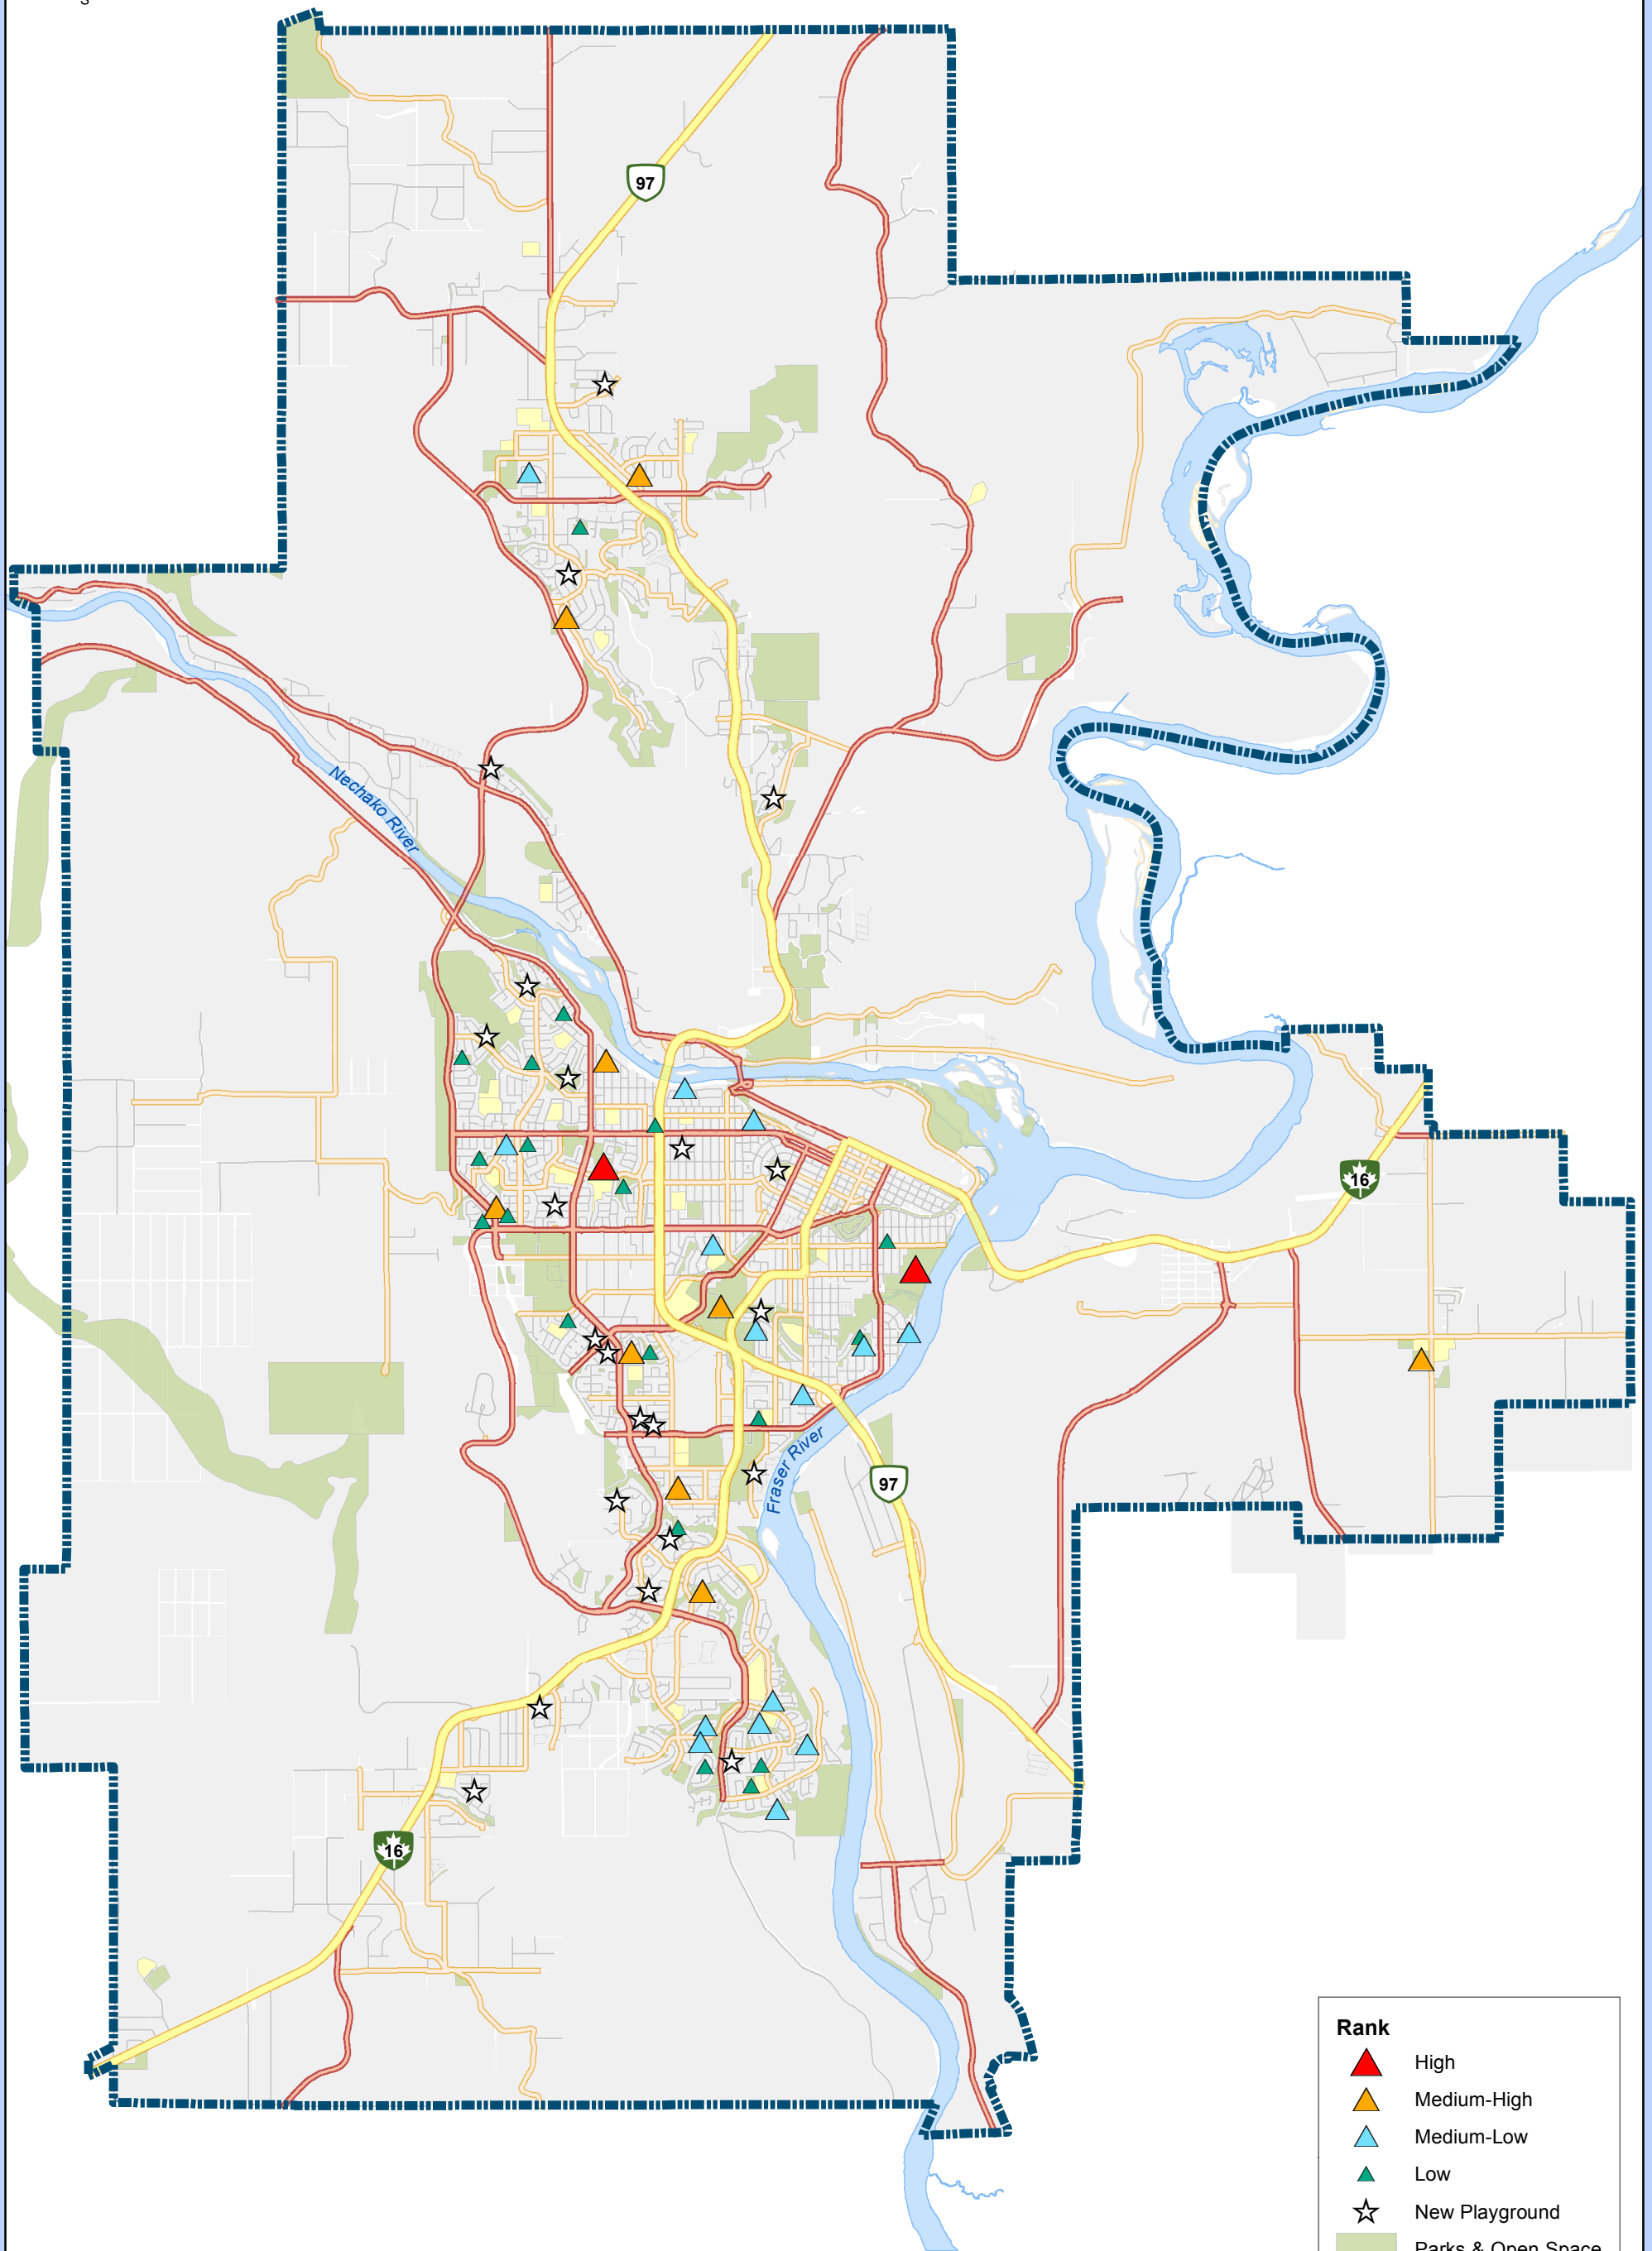 97
Nechako River
16
Fraser River
97
16
Rank
High
Medium-High
Medium-Low
Low
New Playground
Parks & Open Space